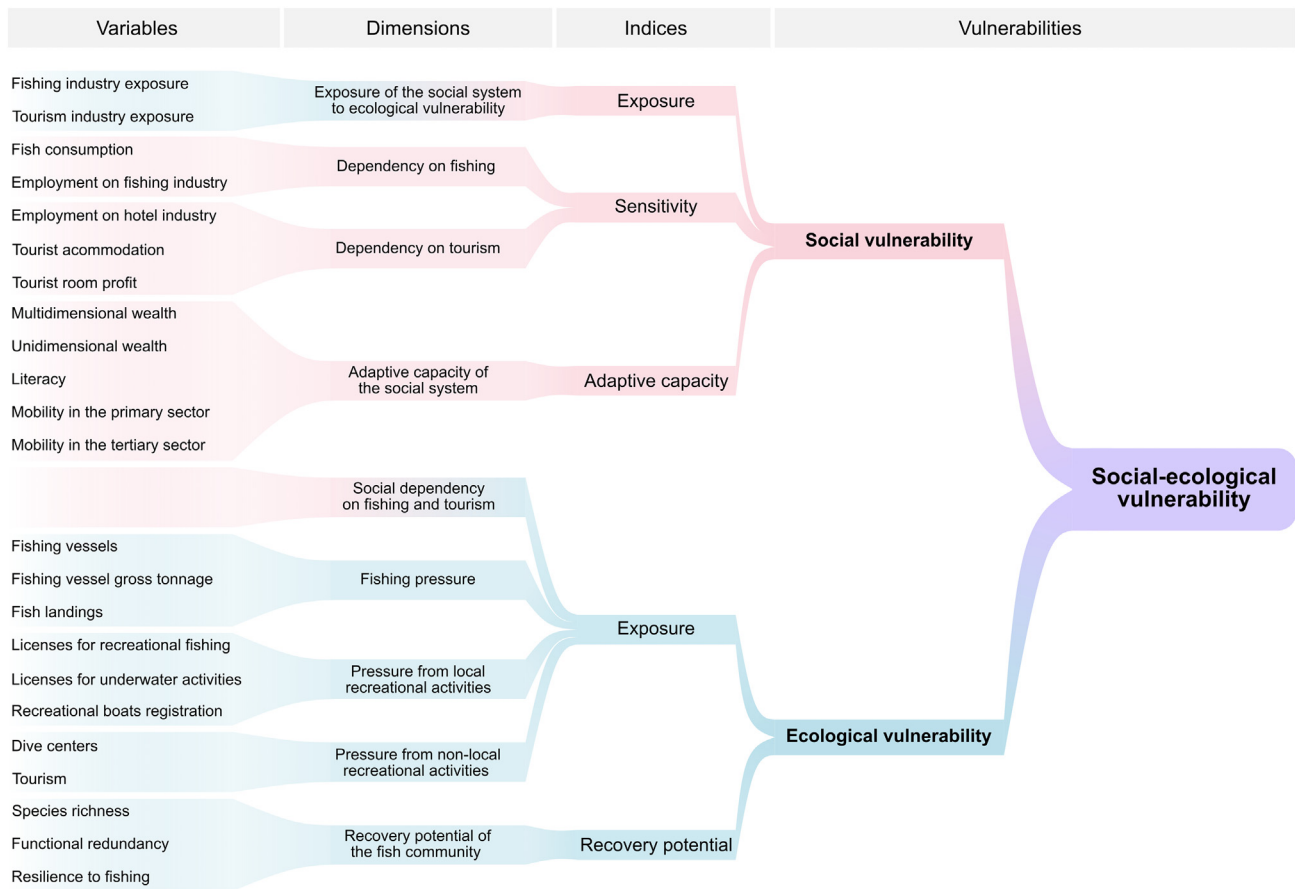 Variables
Dimensions
Indices
Vulnerabilities
Fishing industry exposure
Tourism industry exposure
Exposure of the social system
to ecological vulnerability
Exposure
Fish consumption
Employment on fishing industry
Dependency on fishing
Employment on hotel industry
Tourist acommodation
Tourist room profit
Dependency on tourism
Sensitivity
Multidimensional wealth
Unidimensional wealth
Literacy
Mobility in the primary sector
Mobility in the tertiary sector
Adaptive capacity of
the social system
Adaptive capacity
Social vulnerability
Social dependency
on fishing and tourism
Fishing vessels
Fishing vessel gross tonnage
Fish landings
Fishing pressure
Licenses for recreational fishing
Licenses for underwater activities
Recreational boats registration
Pressure from local
recreational activities
Dive centers
Tourism
Pressure from non-local
recreational activities
Exposure
Species richness
Functional redundancy
Resilience to fishing
Recovery potential of
the fish community
Recovery potential
Ecological vulnerability
Social-ecological
vulnerability